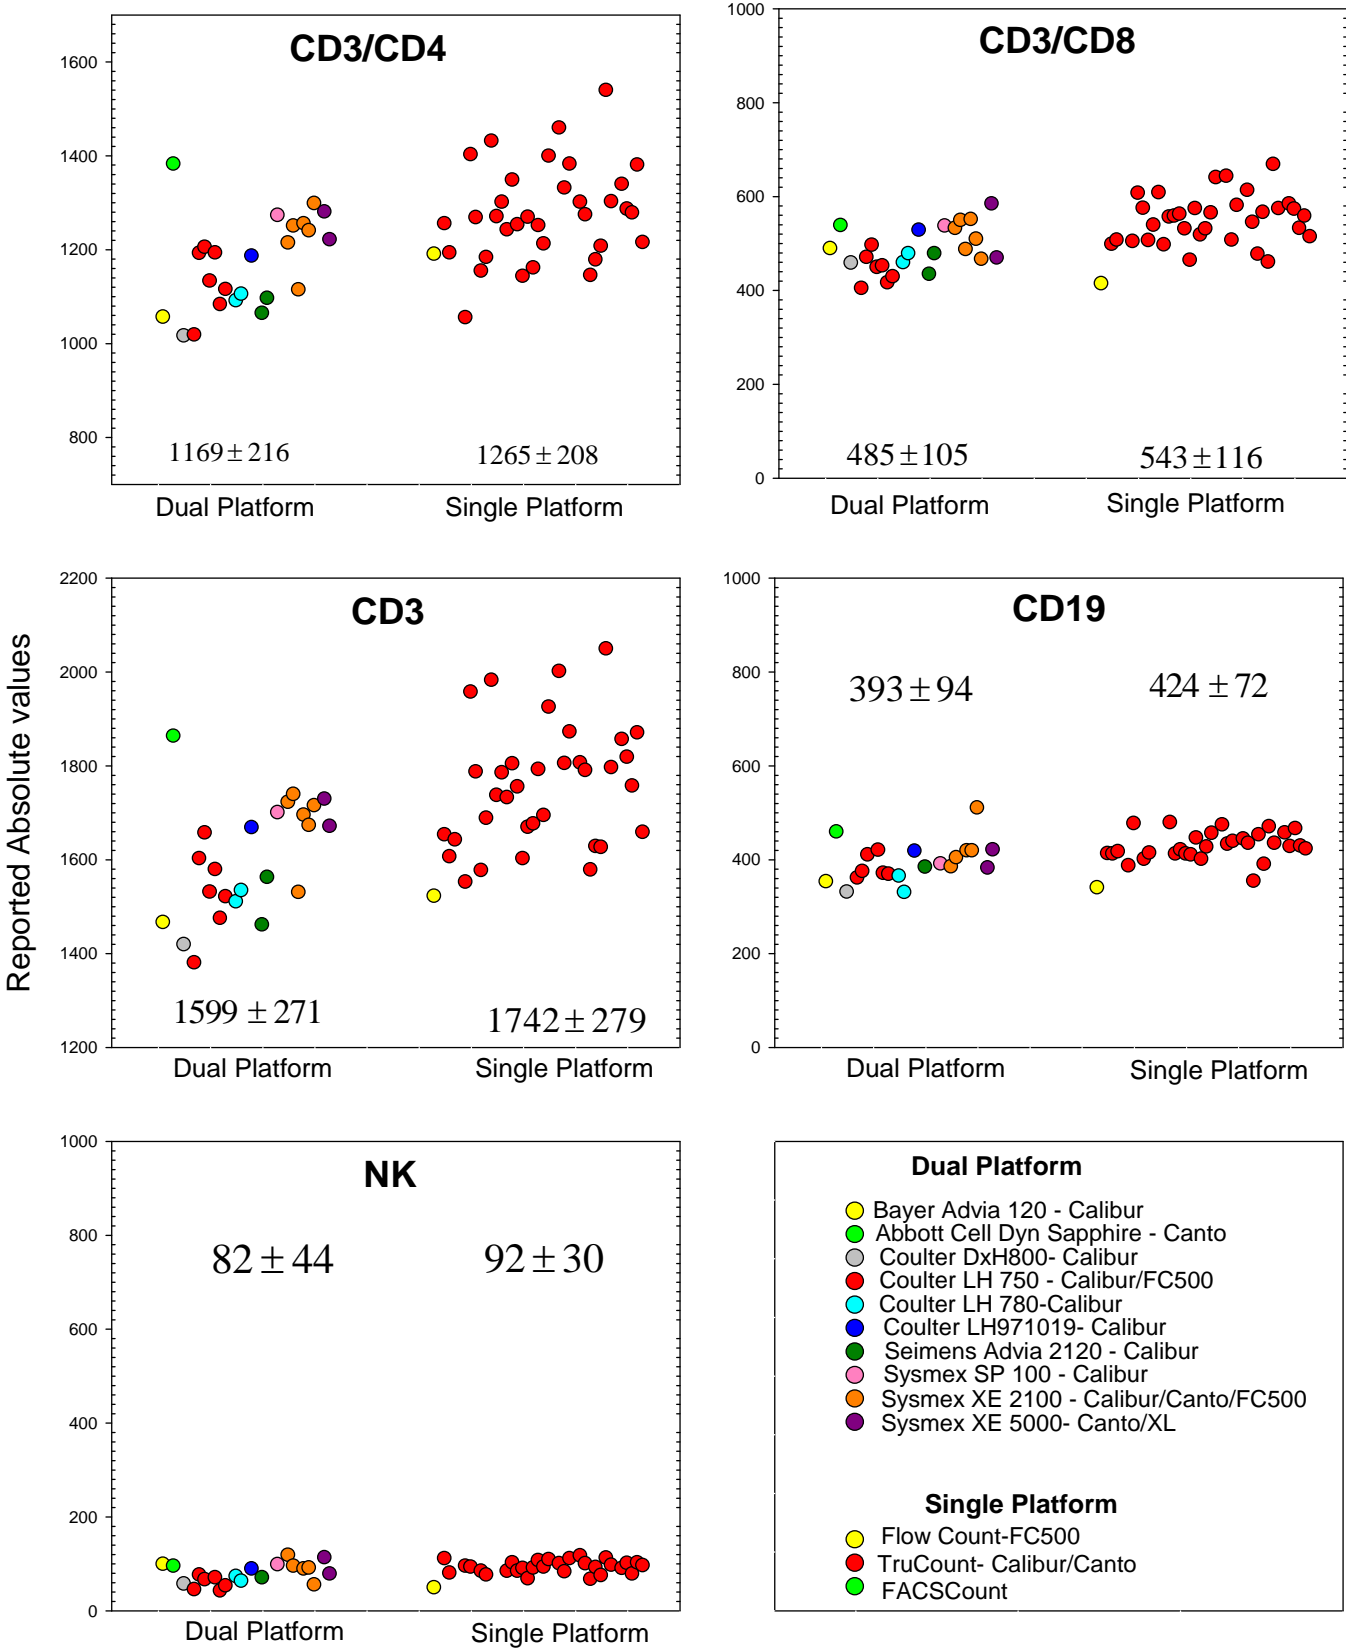 CD3/CD4
1600
1400
1200
1000
800
1169 ± 216
1265 ± 208
Dual Platform
Single Platform
CD3/CD8
1000
800
600
400
200
0
485 ±105
543 ±116
Dual Platform
Single Platform
Reported Absolute values
CD3
2200
2000
1800
1600
1400
1200
1599 ± 271
1742 ± 279
Dual Platform
Single Platform
CD19
1000
800
600
400
200
0
393 ± 94
424 ± 72
Dual Platform
Single Platform
NK
1000
800
600
400
200
0
82 ± 44
92 ± 30
Dual Platform
Single Platform
Dual Platform
Bayer Advia 120 - Calibur
Abbott Cell Dyn Sapphire - Canto
Coulter DxH800- Calibur
Coulter LH 750 - Calibur/FC500
Coulter LH 780-Calibur
Coulter LH971019- Calibur
Seimens Advia 2120 - Calibur
Sysmex SP 100 - Calibur
Sysmex XE 2100 - Calibur/Canto/FC500
Sysmex XE 5000- Canto/XL
Single Platform
Flow Count-FC500
TruCount- Calibur/Canto
FACSCount